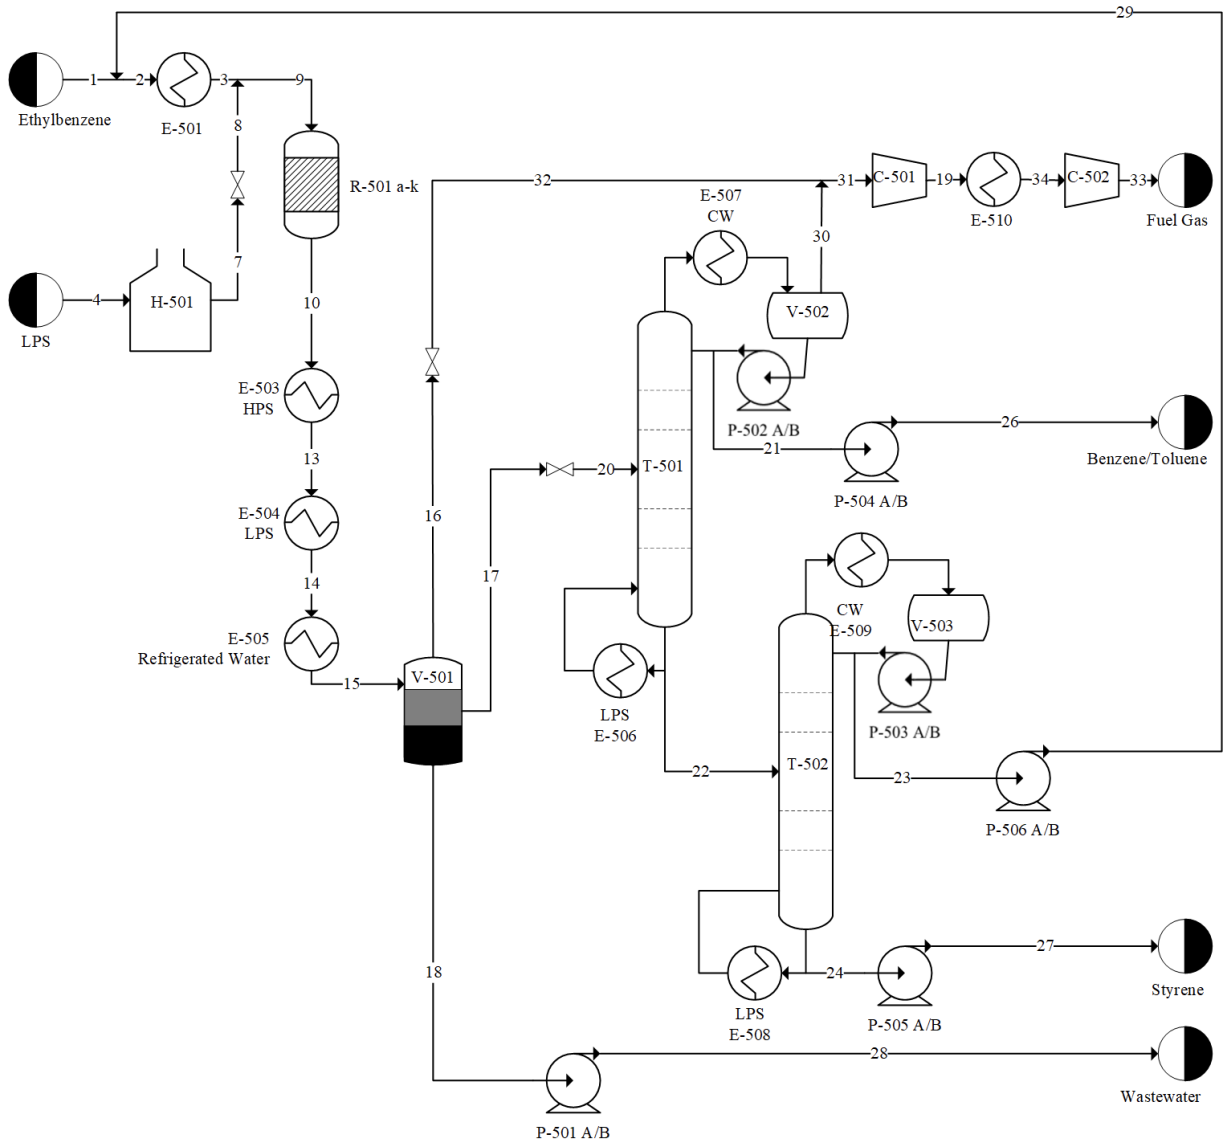 29
1
2
3
9
Ethylbenzene
E-501
8
R-501 a-k
32
E-507
CW
31
C-501
19
34
C-502
33
E-510
Fuel Gas
30
7
4
H-501
LPS
10
V-502
E-503
HPS
P-502 A/B
21
26
Benzene/Toluene
13
T-501
20
P-504 A/B
E-504
LPS
16
14
17
CW
E-509
V-503
E-505
Refrigerated Water
15
V-501
LPS
E-506
P-503 A/B
22
T-502
23
P-506 A/B
18
24
27
Styrene
LPS
E-508
P-505 A/B
28
Wastewater
P-501 A/B